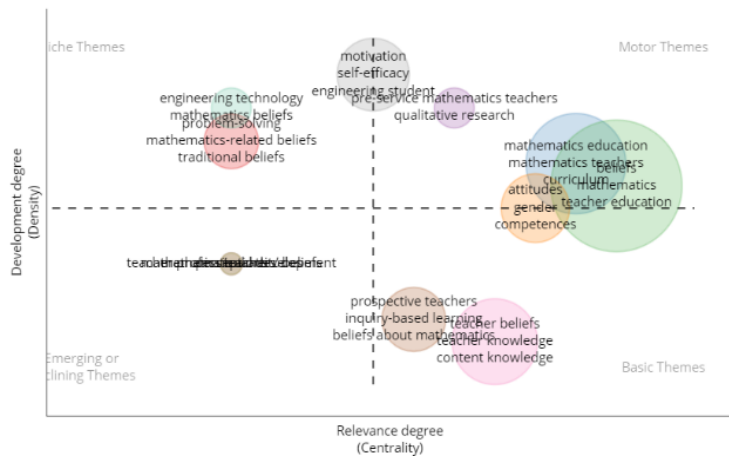 iche Themes
Motor Themes
motivation
self-efficacy
engineering student
engineering technology
mathematics beliefs
pre-service mathematics teachers
qualitative research
problem-solving
mathematics-related beliefs
traditional beliefs
mathematics education
mathematics teachers
curriculum
beliefs
mathematics
teacher education
attitudes
gender
competences
Development degree
(Density)
prospective teachers
inquiry-based learning
beliefs about mathematics
teacher beliefs
teacher knowledge
content knowledge
Emerging or
clining Themes
Basic Themes
Relevance degree
(Centrality)